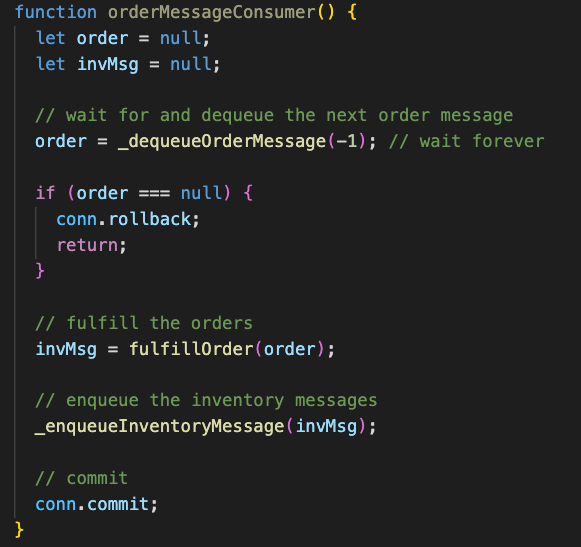 function orderMessageConsumer() {
let order = null;
let invMsg = null;
// wait for and dequeue the next order message
order = _dequeueOrderMessage(-1); // wait forever
if (order === null) {
conn.rollback;
return;
}
// fulfill the orders
invMsg = fulfillOrder(order);
// enqueue the inventory messages
_enqueueInventoryMessage(invMsg);
// commit
conn.commit;
}